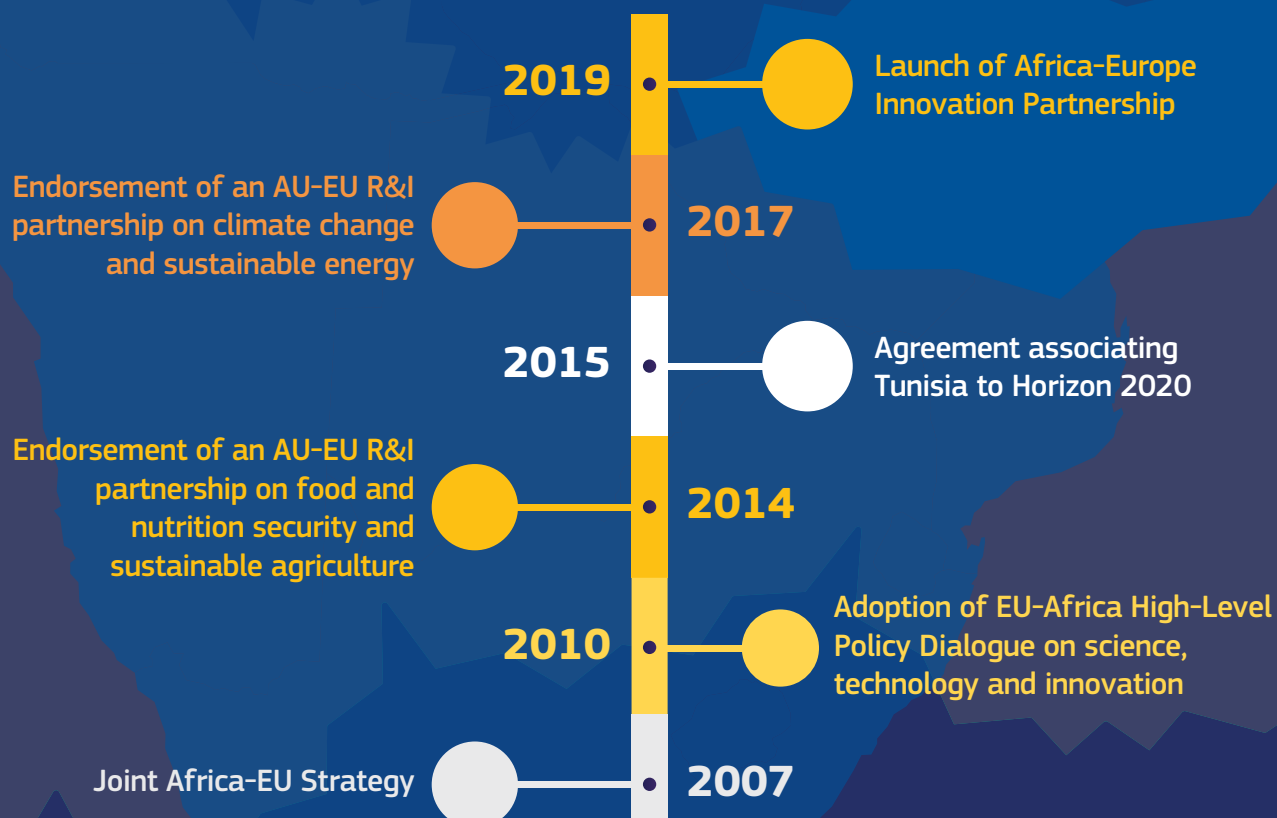 2019
Launch of Africa-Europe
Innovation Partnership
Endorsement of an AU-EU R&I
partnership on climate change
and sustainable energy
2017
2015
Agreement associating
Tunisia to Horizon 2020
Endorsement of an AU-EU R&I
partnership on food and
nutrition security and
sustainable agriculture
2014
2010
Adoption of EU-Africa High-Level
Policy Dialogue on science,
technology and innovation
Joint Africa-EU Strategy
2007